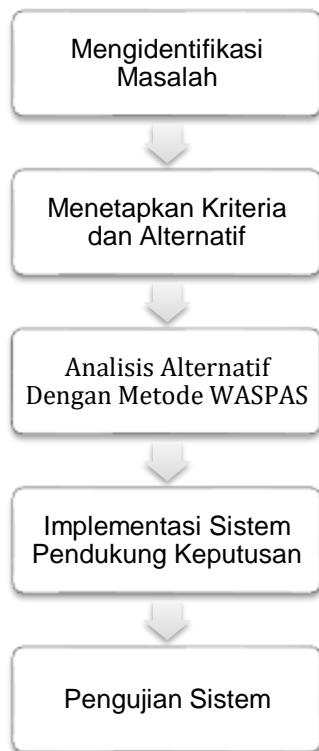 Mengidentifikasi
Masalah
Menetapkan Kriteria
dan Alternatif
Analisis Alternatif
Dengan Metode WASPAS
Implementasi Sistem
Pendukung Keputusan
Pengujian Sistem